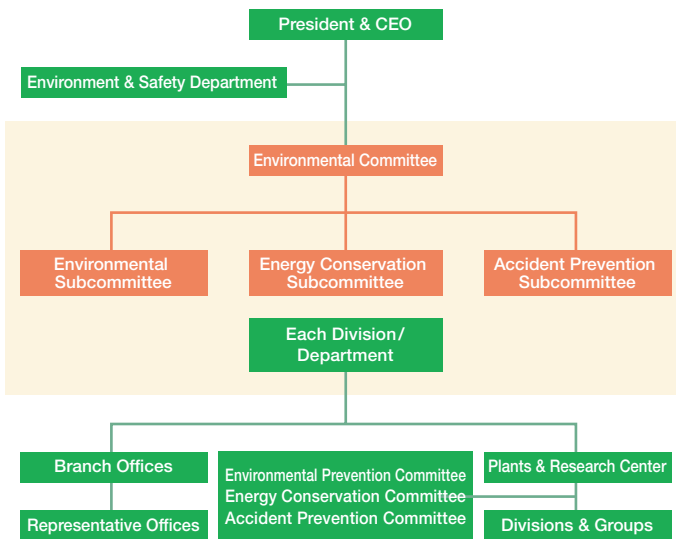 President & CEO
Environment & Safety Department
Environmental Committee
Environmental
Subcommittee
Energy Conservation
Subcommittee
Accident Prevention
Subcommittee
Each Division/
Department
Branch Offices
Environmental Prevention Committee
Energy Conservation Committee
Accident Prevention Committee
Plants & Research Center
Representative Offices
Divisions & Groups